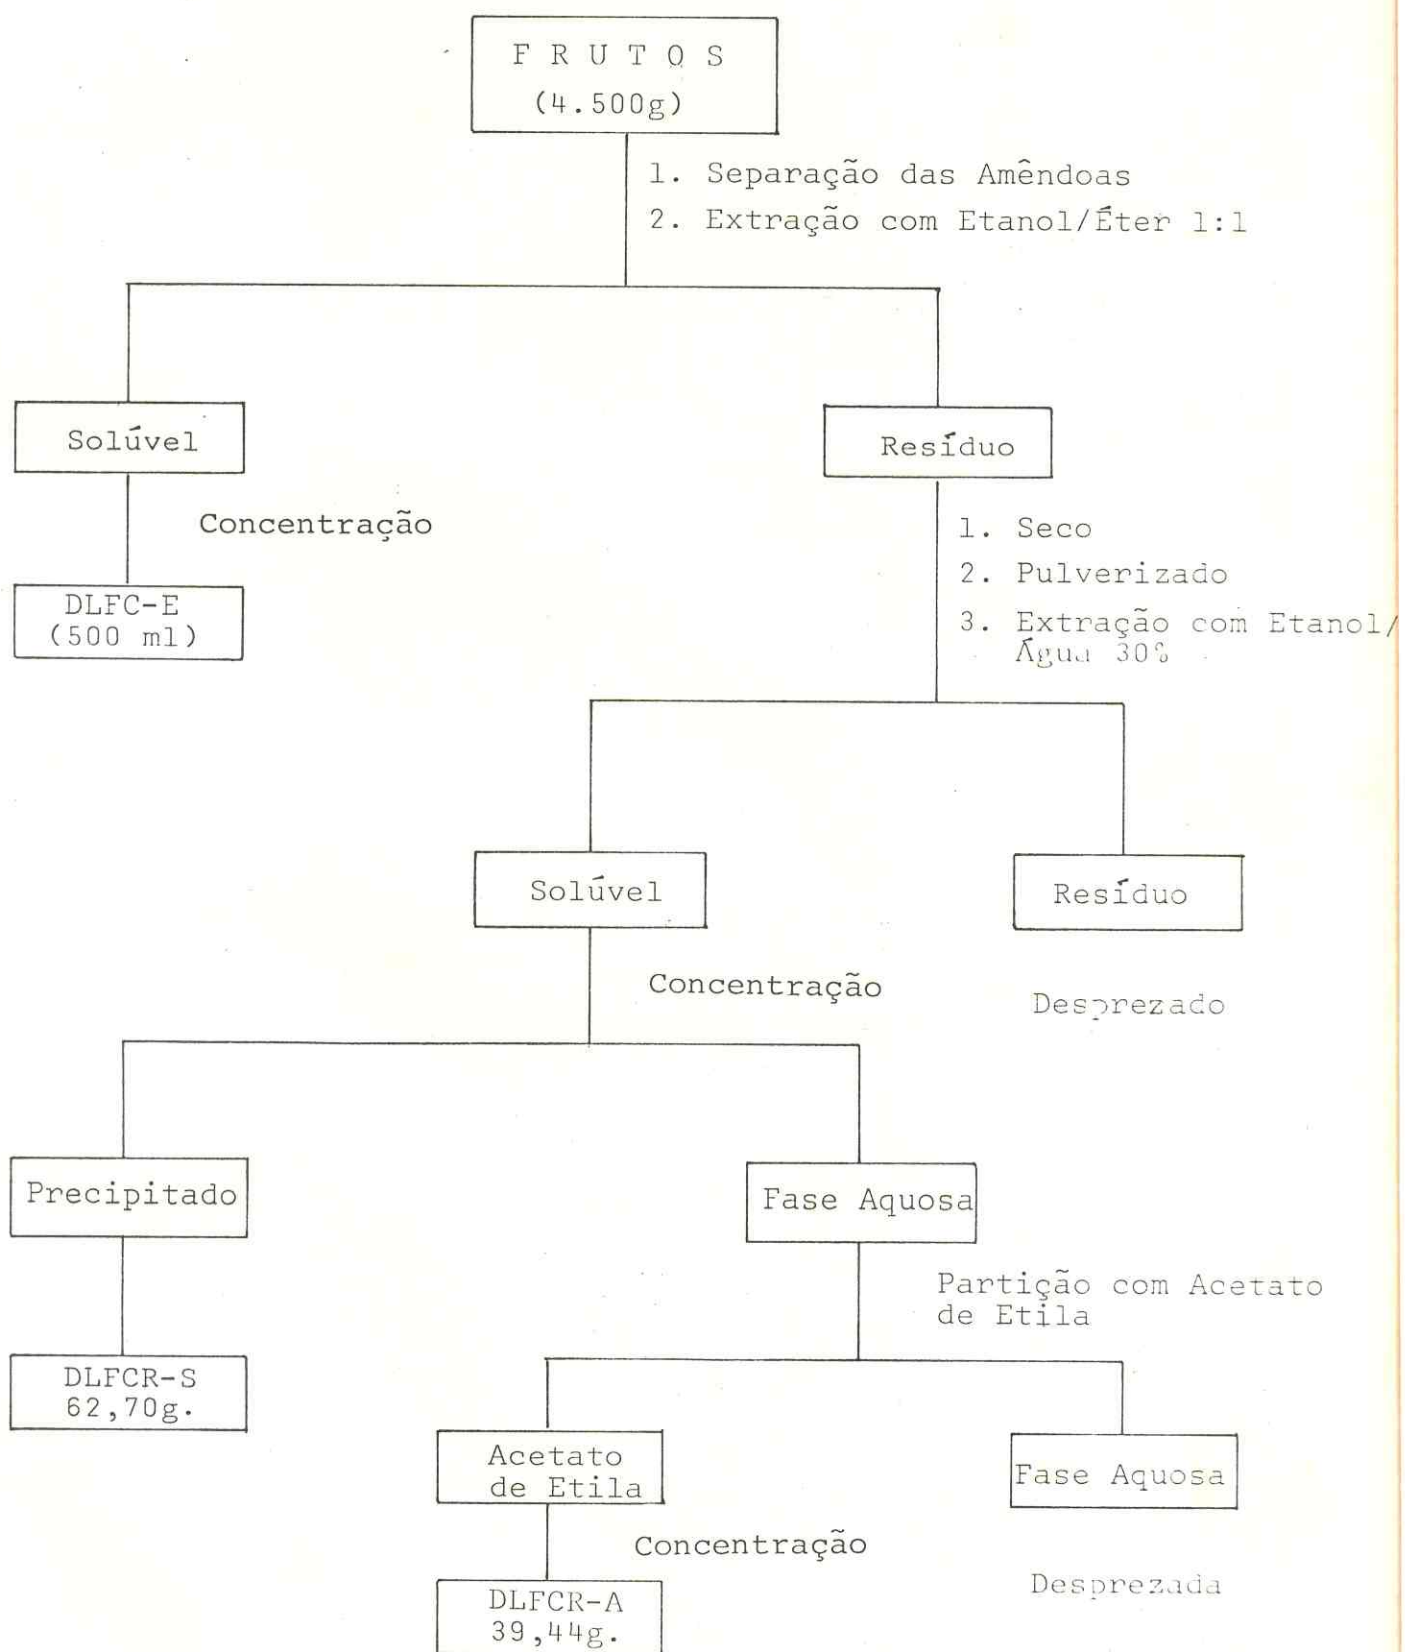 F R U T O S
(4.500g)
1. Separação das Amêndoas
2. Extração com Etanol/Éter 1:1
Solúvel
Resíduo
Concentração
1. Seco
2. Pulverizado
3. Extração com Etanol/
Água 30%
DLFC-E
(500 ml)
Solúvel
Resíduo
Concentração
Desprezado
Precipitado
Fase Aquosa
Partição com Acetato
de Etila
DLFCR-S
62,70g.
Acetato
de Etila
Fase Aquosa
Concentração
Desprezada
DLFCR-A
39,44g.